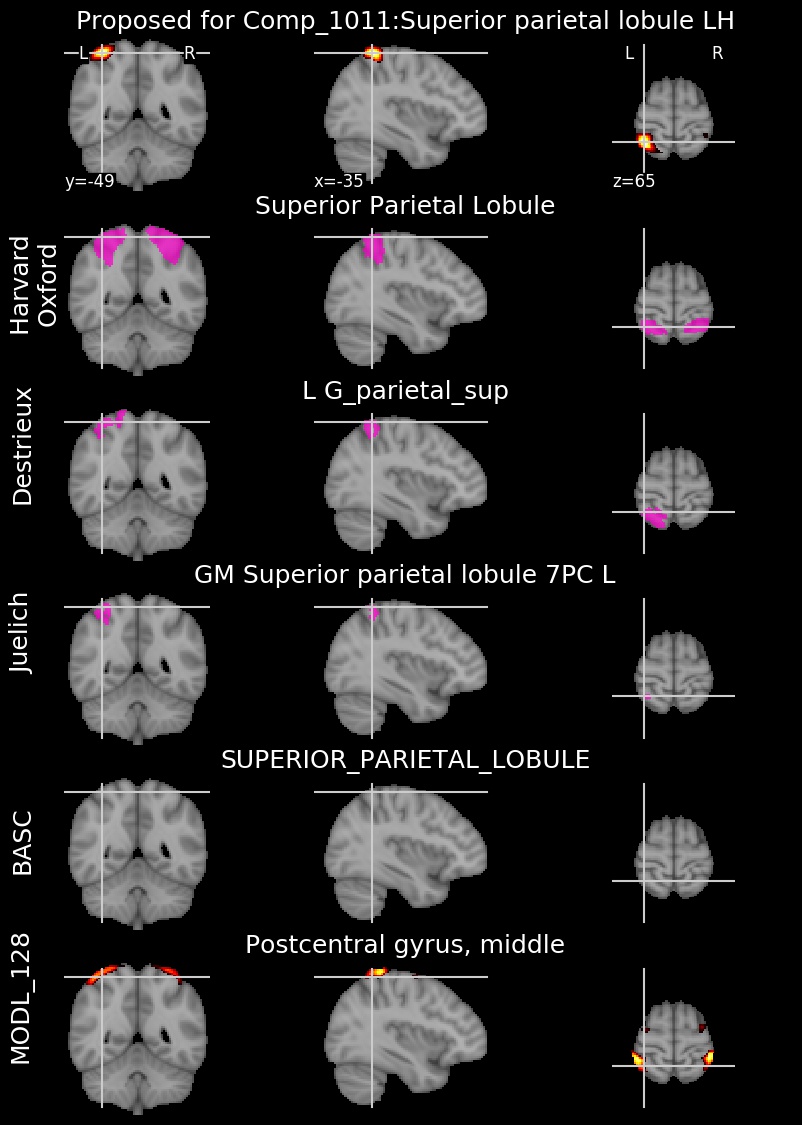 Proposed for Comp_1011:Superior parietal lobule LH
L R
L R
y=-49
x=-35
z=65
Superior Parietal Lobule
Harvard
Oxford
L G_parietal_sup
Destrieux
GM Superior parietal lobule 7PC L
Juelich
SUPERIOR_PARIETAL_LOBULE
BASC
Postcentral gyrus, middle
MODL_128